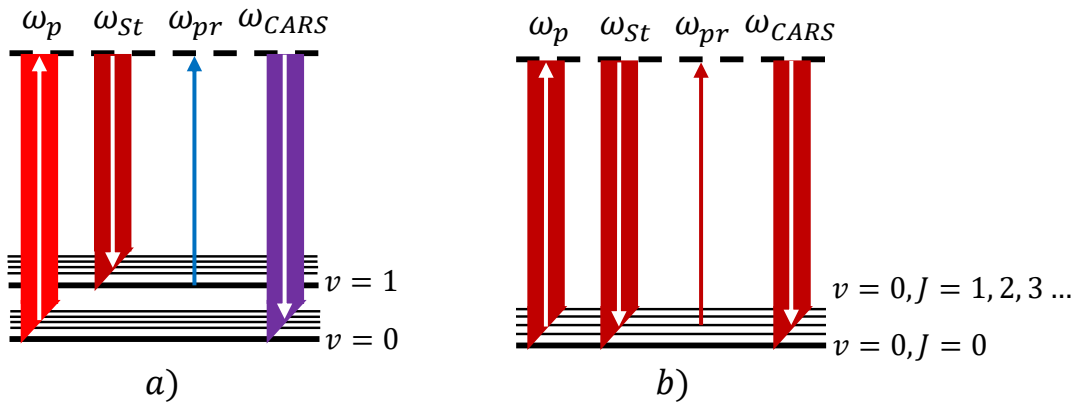 ω_p ω_St ω_pr ω_CARS
v = 1
v = 0
a)
ω_p ω_St ω_pr ω_CARS
v = 0, J = 1, 2, 3 ...
v = 0, J = 0
b)